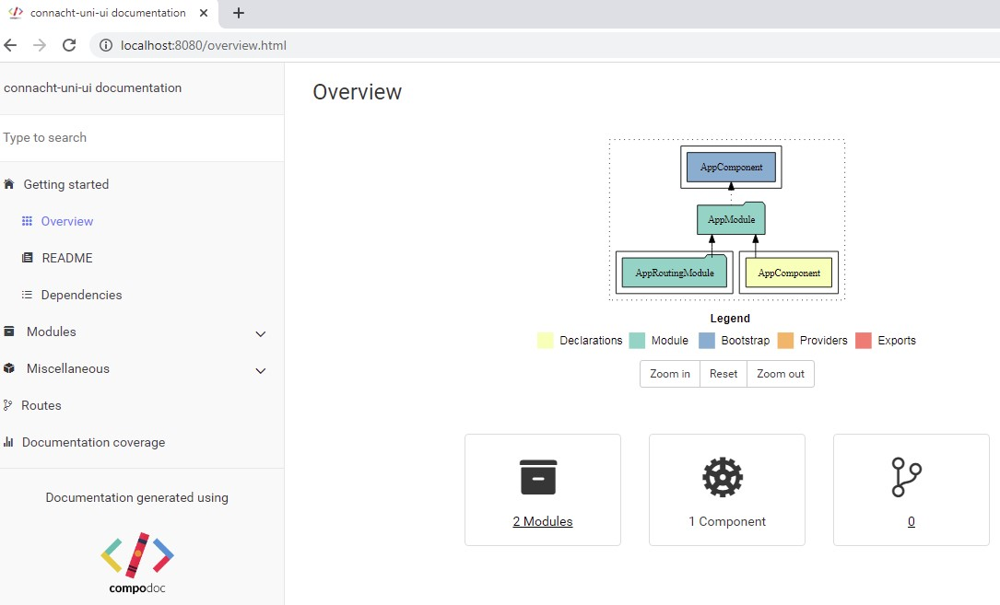 connacht-uni-ui documentation
localhost:8080/overview.html
connacht-uni-ui documentation
Type to search
Getting started
Overview
README
Dependencies
Modules
Miscellaneous
Routes
Documentation coverage
Documentation generated using
compodoc
Overview
AppComponent
AppModule
AppRoutingModule AppComponent
Legend
Declarations Module Bootstrap Providers Exports
Zoom in Reset Zoom out
2 Modules 1 Component 0